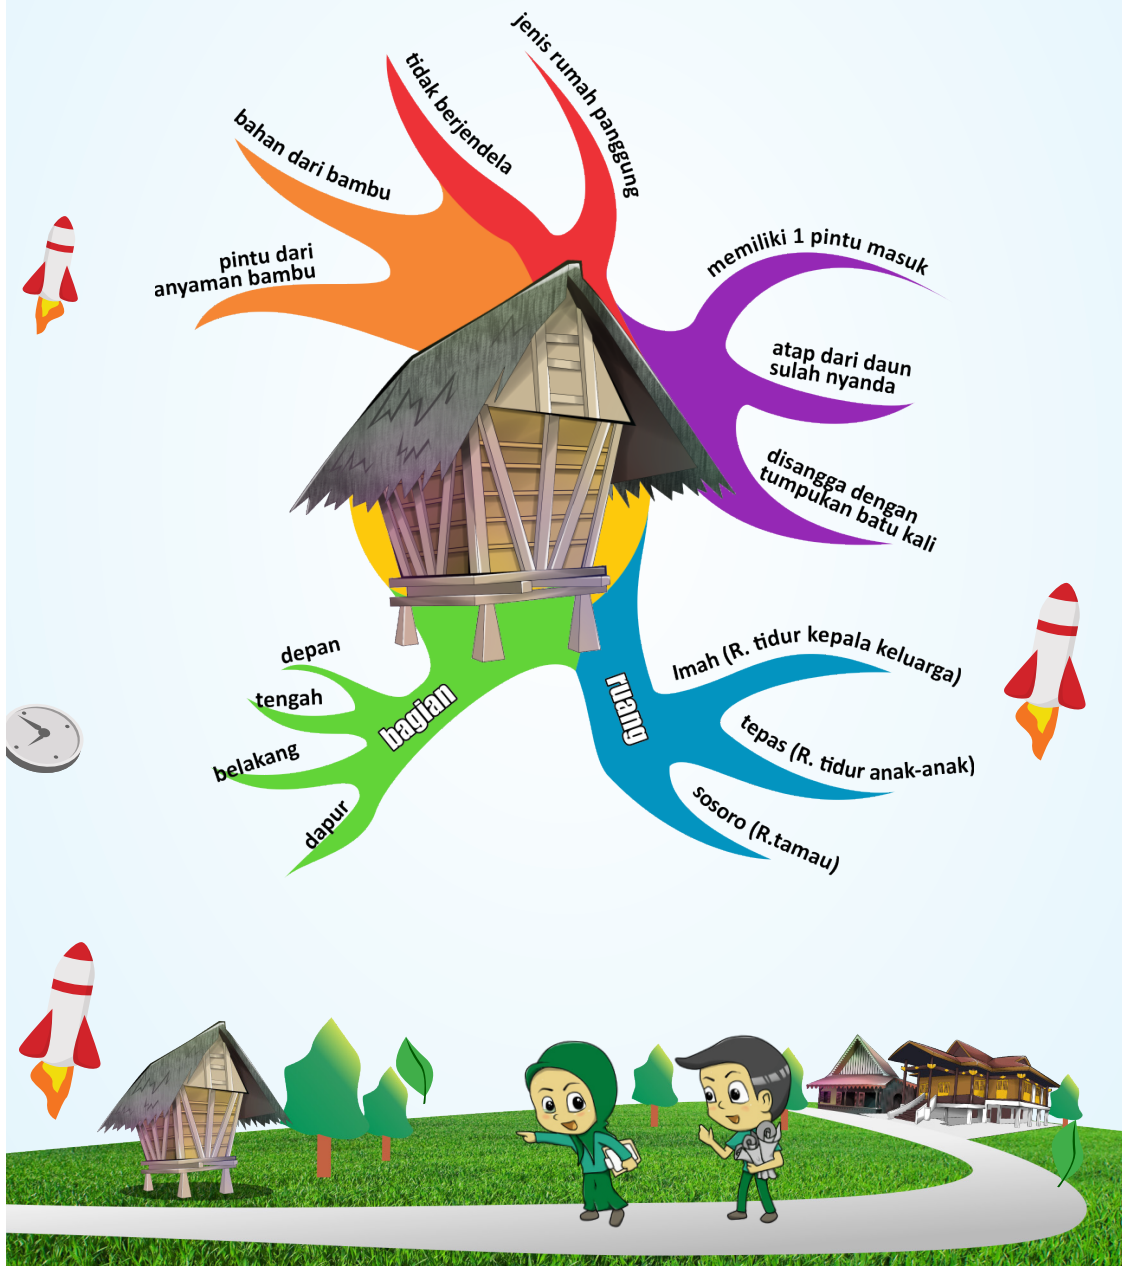 jenis rumah panggung
tidak berjendela
bahan dari bambu
pintu dari
anyaman bambu
memiliki 1 pintu masuk
atap dari daun
sulah nyanda
disangga dengan
tumpukan batu kali
bagian
depan
tengah
belakang
dapur
ruang
Imah (R. tidur kepala keluarga)
tepas (R. tidur anak-anak)
sosoro (R.tamau)